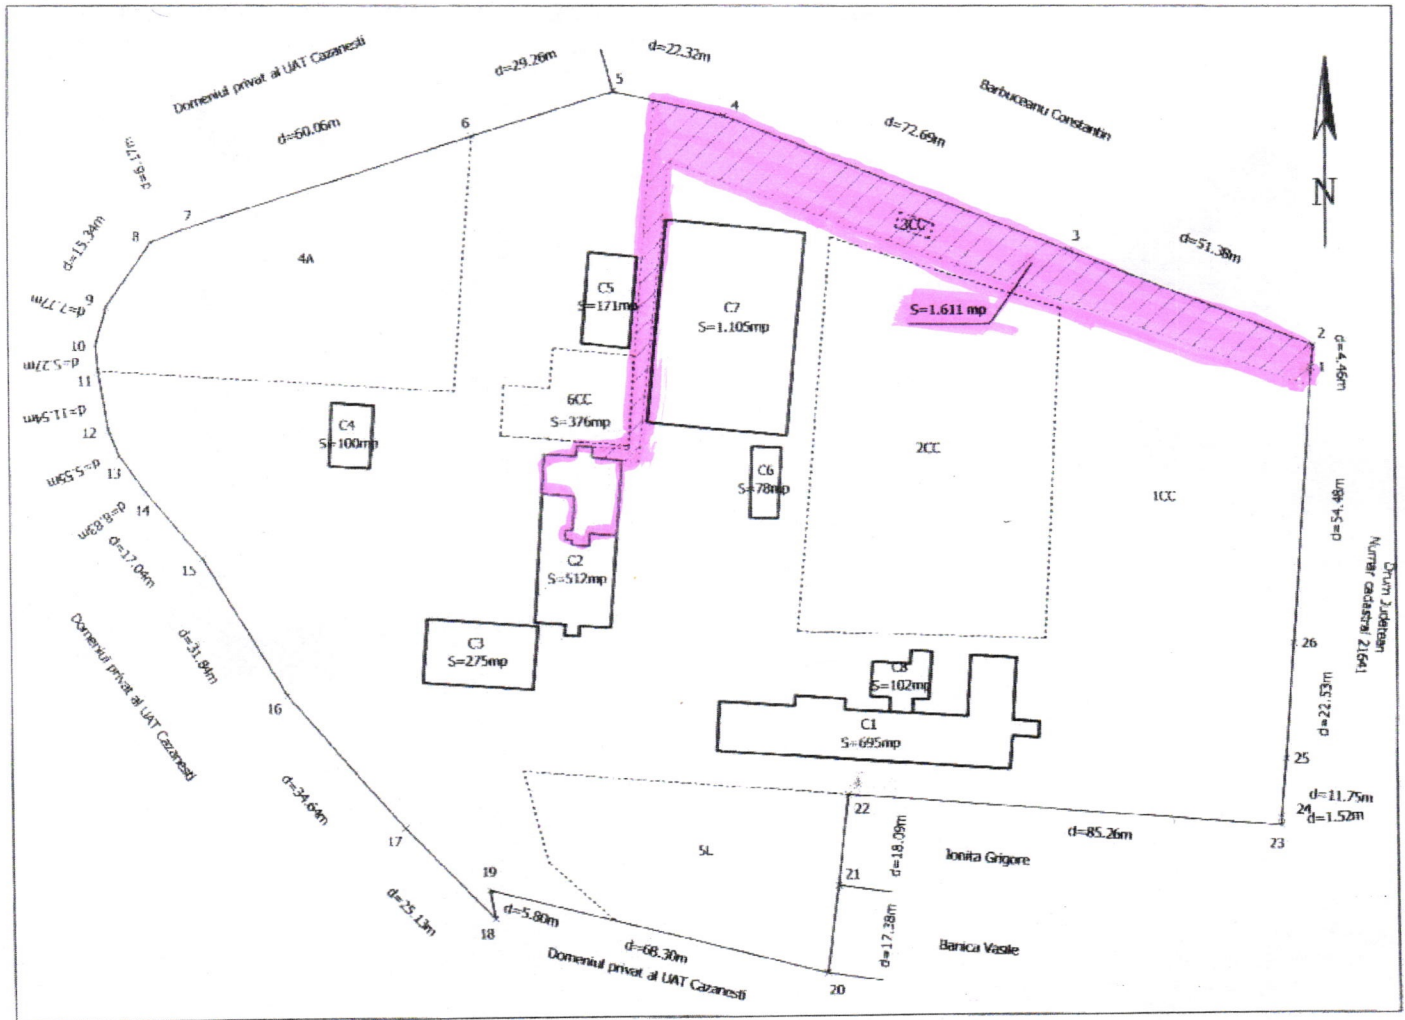 Domeniul privat al UAT Cazanesti
d=29.26m
d=22.32m
5
4
Barbuceanu Constantin
d=60.06m
6
d=72.69m
N
d=6.17m
7
8
d=15.34m
3CC
3
d=51.38m
4A
9
d=7.77m
C5
S=171mp
C7
S=1.105mp
S=1.611 mp
2
1
d=4.46m
10
d=5.27m
11
d=11.54m
12
C4
S=100mp
6CC
S=376mp
2CC
1CC
13
d=5.55m
14
d=8.83m
C6
S=78mp
d=54.48m
d=17.04m
15
C2
S=512mp
Drum Judetean
Numar cadastral 21641
Domeniul privat al UAT Cazanesti
d=31.84m
C3
S=275mp
26
C8
S=102mp
16
d=22.53m
C1
S=695mp
25
d=34.64m
22
24
d=11.75m
d=1.52m
17
5L
d=18.09m
d=85.26m
23
Ionita Grigore
19
21
d=25.13m
18
d=5.80m
d=68.30m
d=17.38m
Banica Vasile
Domeniul privat al UAT Cazanesti
20